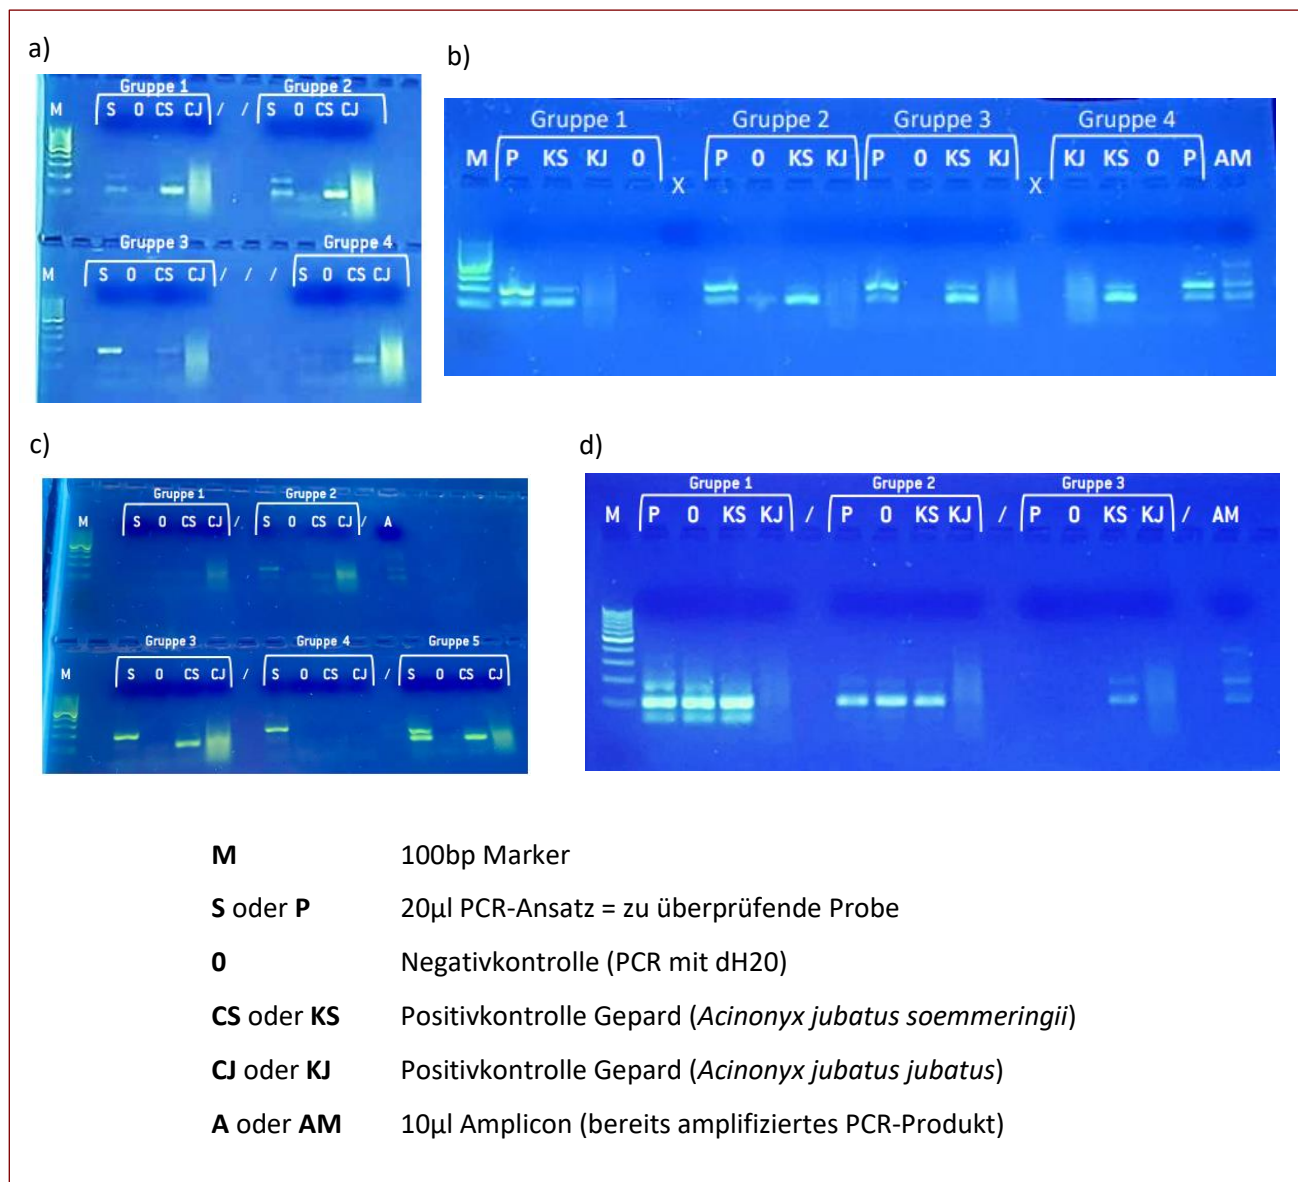 a)
Gruppe 1 Gruppe 2
M S 0 CS CJ / / S 0 CS CJ
Gruppe 3 Gruppe 4
M S 0 CS CJ / / / S 0 CS CJ
b)
Gruppe 1 Gruppe 2 Gruppe 3 Gruppe 4
M P KS KJ 0 X P 0 KS KJ P 0 KS KJ X KJ KS 0 P AM
c)
Gruppe 1 Gruppe 2
M S 0 CS CJ / S 0 CS CJ / A
Gruppe 3 Gruppe 4 Gruppe 5
M S 0 CS CJ / S 0 CS CJ / S 0 CS CJ
d)
Gruppe 1 Gruppe 2 Gruppe 3
M P 0 KS KJ / P 0 KS KJ / P 0 KS KJ / AM
M 100bp Marker
S oder P 20µl PCR-Ansatz = zu überprüfende Probe
0 Negativkontrolle (PCR mit dH20)
CS oder KS Positivkontrolle Gepard (Acinonyx jubatus soemmeringii)
CJ oder KJ Positivkontrolle Gepard (Acinonyx jubatus jubatus)
A oder AM 10µl Amplicon (bereits amplifiziertes PCR-Produkt)